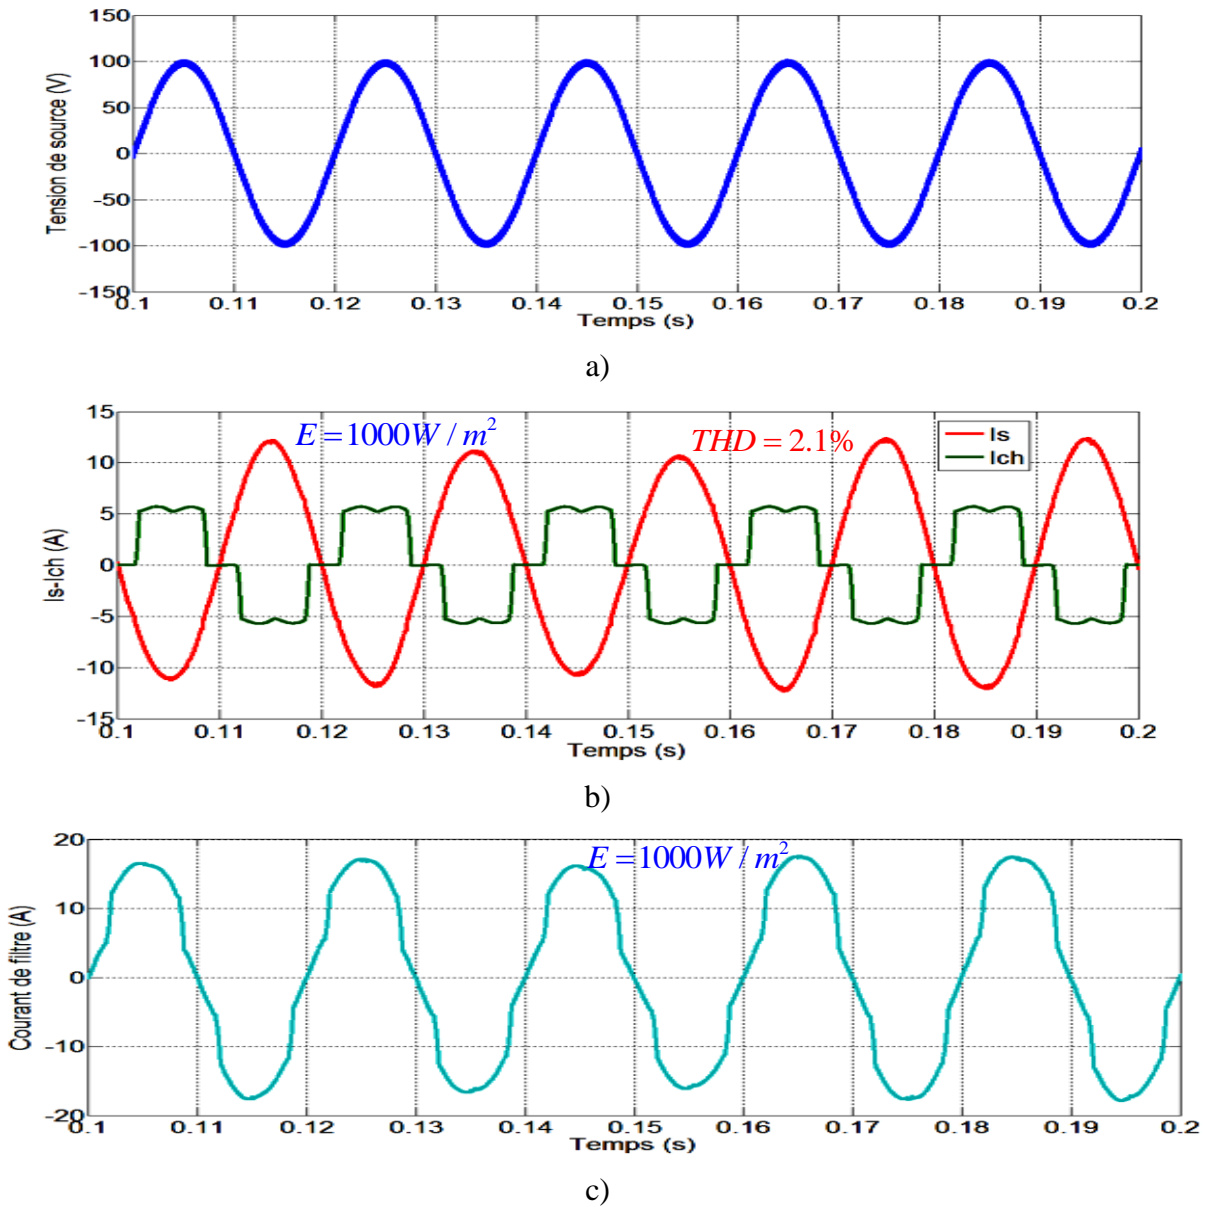 Tension de source (V)
150
100
50
0
-50
-100
-150
0.1 0.11 0.12 0.13 0.14 0.15 0.16 0.17 0.18 0.19 0.2
Temps (s)
a)
Is-Ich (A)
15
10
5
0
-5
-10
-15
E = 1000W / m²
THD = 2.1%
Is
Ich
0.1 0.11 0.12 0.13 0.14 0.15 0.16 0.17 0.18 0.19 0.2
Temps (s)
b)
Courant de filtre (A)
20
10
0
-10
-20
E = 1000W / m²
0.1 0.11 0.12 0.13 0.14 0.15 0.16 0.17 0.18 0.19 0.2
Temps (s)
c)